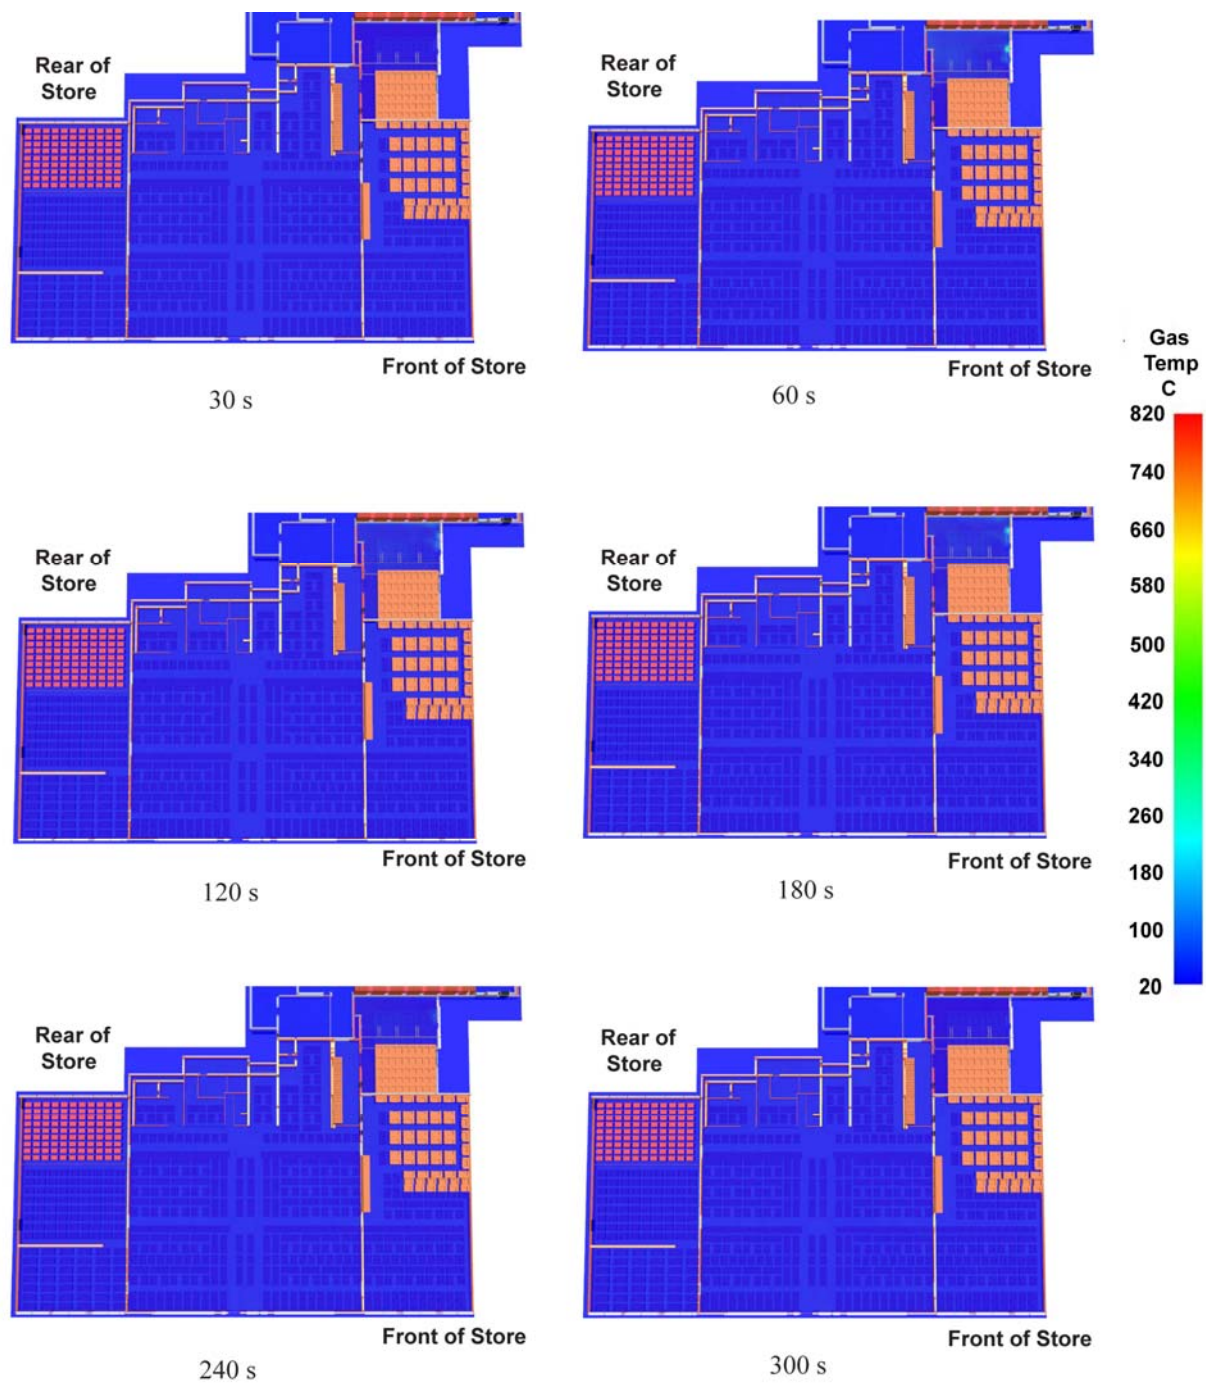 Rear of
Store
Front of Store
30 s
Rear of
Store
Front of Store
60 s
Gas
Temp
C
820
740
660
580
500
420
340
260
180
100
20
Rear of
Store
Front of Store
120 s
Rear of
Store
Front of Store
180 s
Rear of
Store
Front of Store
240 s
Rear of
Store
Front of Store
300 s